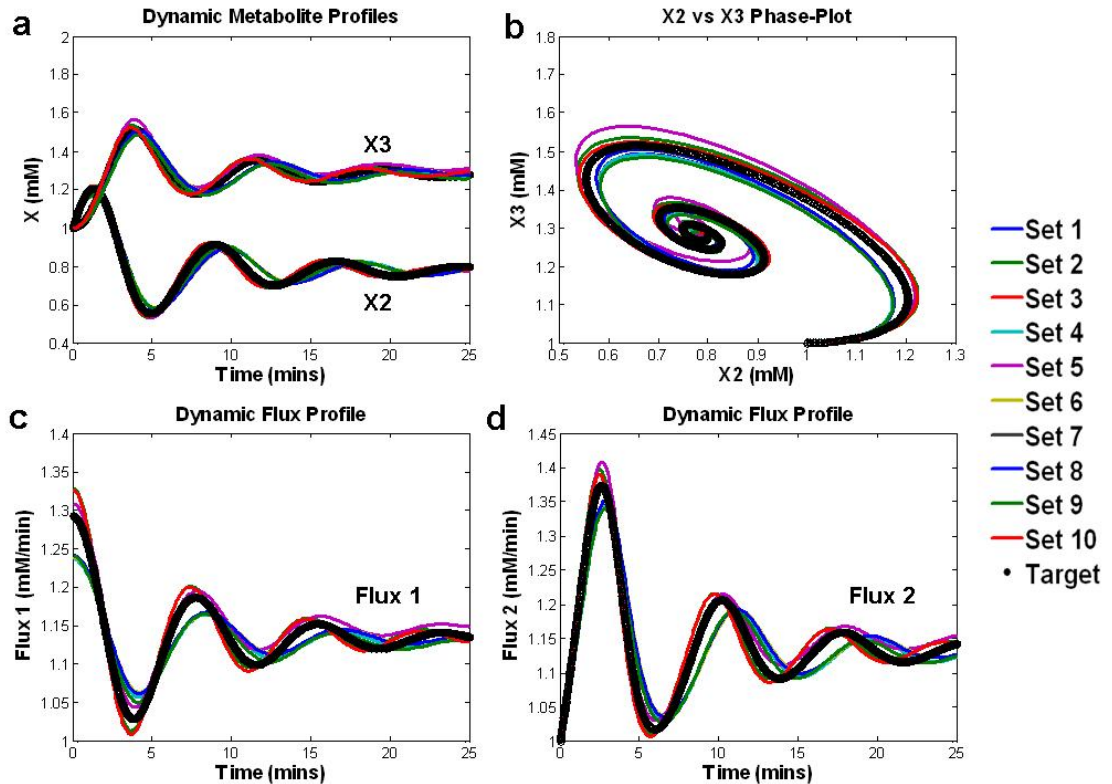 a
Dynamic Metabolite Profiles
2
1.8
1.6
1.4
1.2
1
0.8
0.6
0.4
X (mM)
X3
X2
0 5 10 15 20 25
Time (mins)
b
X2 vs X3 Phase-Plot
1.8
1.7
1.6
1.5
1.4
1.3
1.2
1.1
1
X3 (mM)
0.5 0.6 0.7 0.8 0.9 1 1.1 1.2 1.3
X2 (mM)
c
Dynamic Flux Profile
1.4
1.35
1.3
1.25
1.2
1.15
1.1
1.05
1
Flux 1 (mM/min)
Flux 1
0 5 10 15 20 25
Time (mins)
d
Dynamic Flux Profile
1.45
1.4
1.35
1.3
1.25
1.2
1.15
1.1
1.05
1
Flux 2 (mM/min)
Flux 2
0 5 10 15 20 25
Time (mins)
Set 1
Set 2
Set 3
Set 4
Set 5
Set 6
Set 7
Set 8
Set 9
Set 10
Target